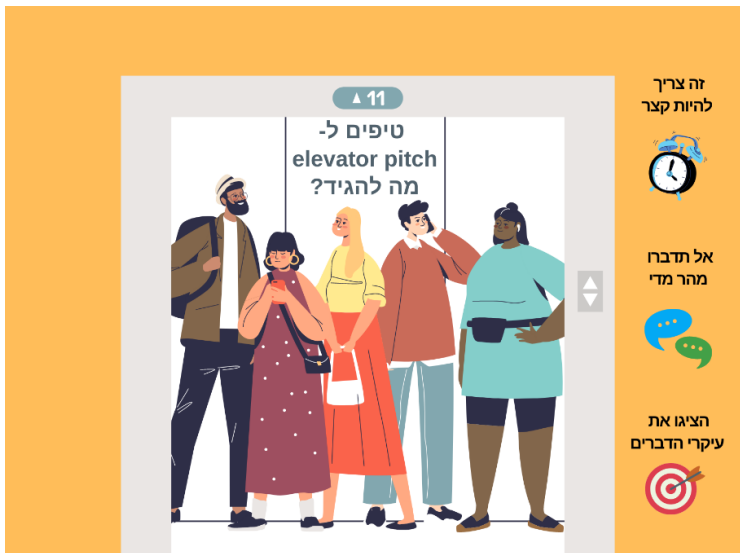 ▲ 11
טיפים ל-
elevator pitch
מה להגיד?
זה צריך
להיות קצר
אל תדברו
מהר מדי
הציגו את
עיקרי הדברים